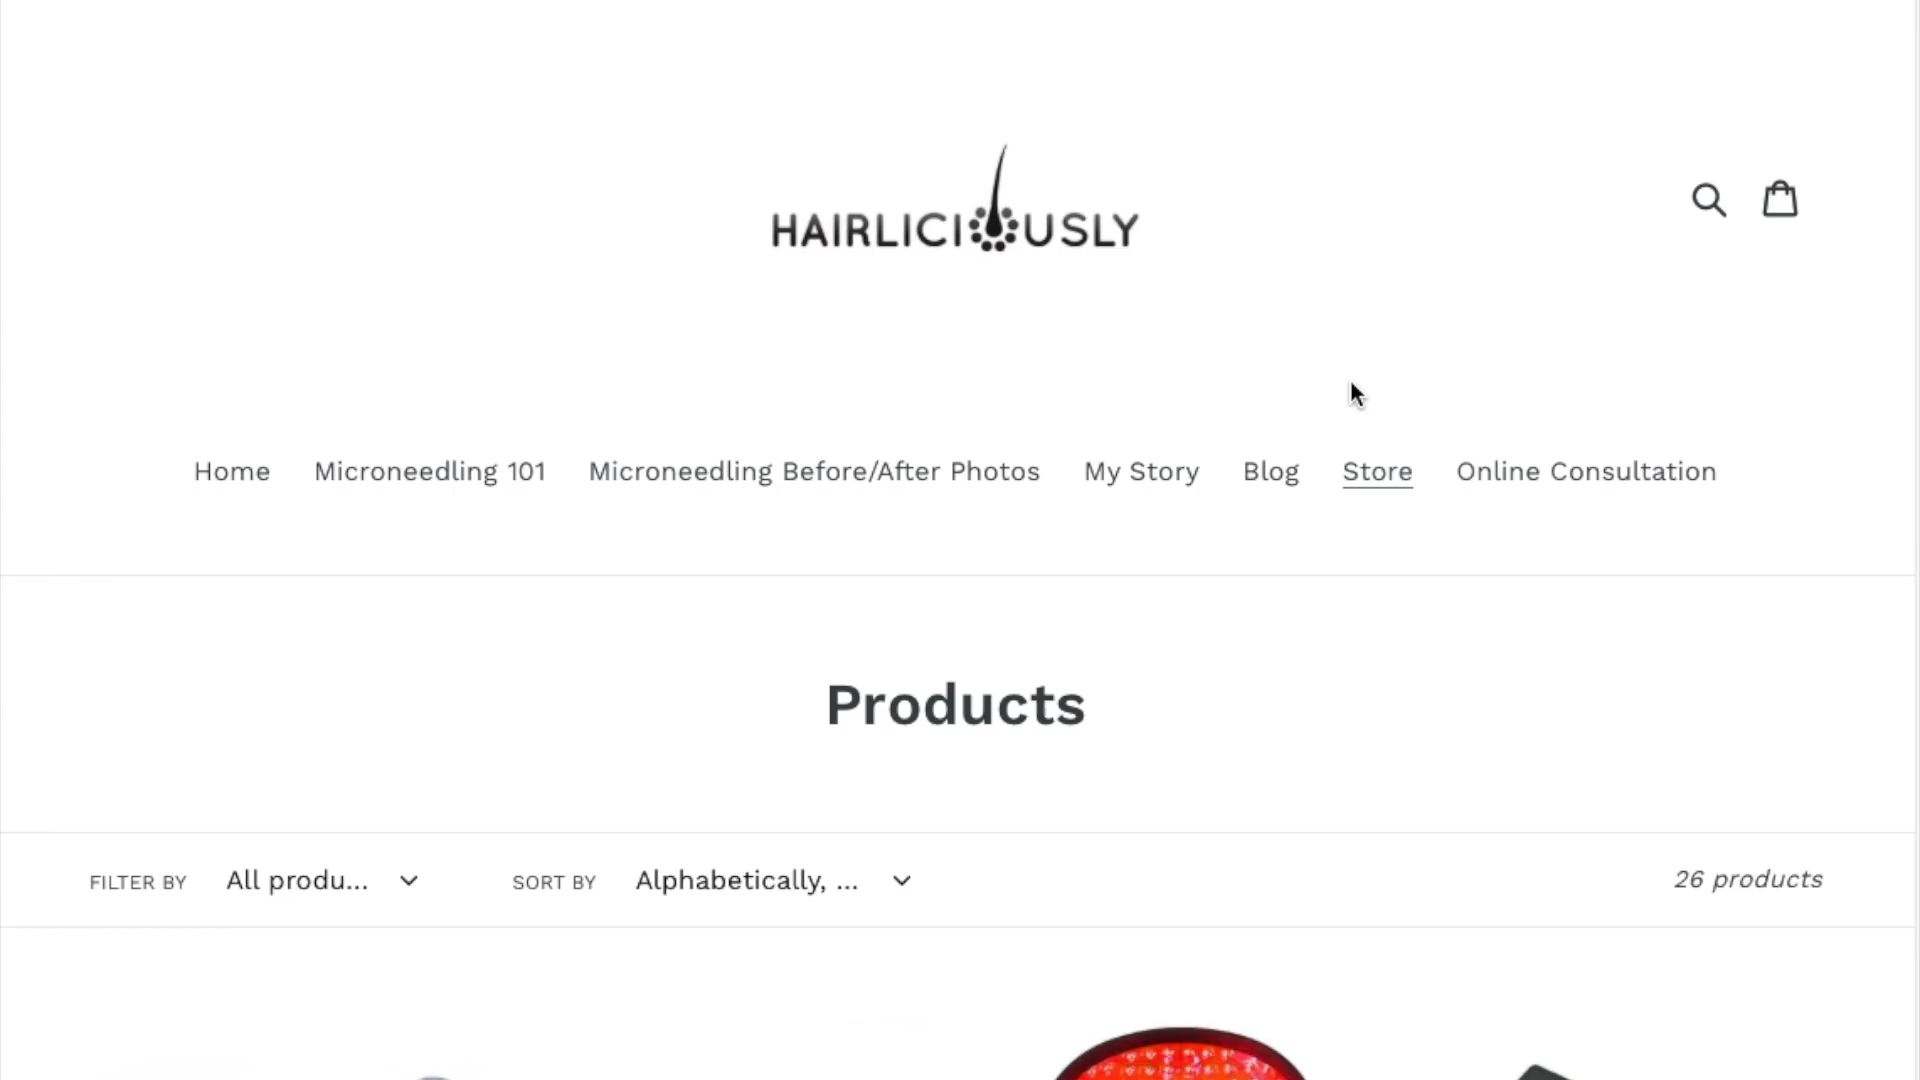 HAIRLICIOUSLY
Home Microneedling 101 Microneedling Before/After Photos My Story Blog Store Online Consultation
Products
FILTER BY All produ... SORT BY Alphabetically, ... 26 products